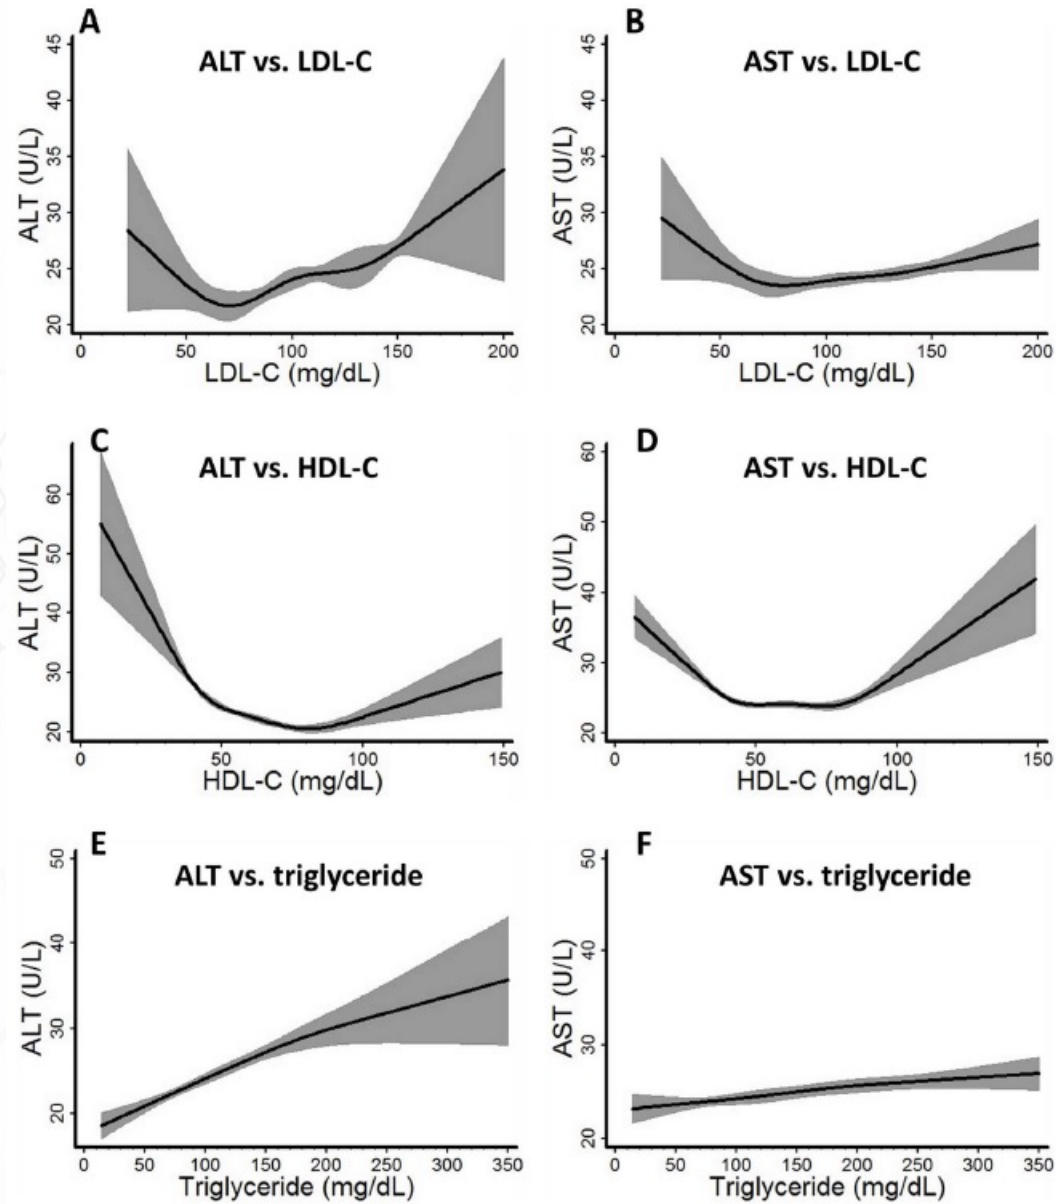 A
ALT vs. LDL-C
45
40
35
30
25
20
ALT (U/L)
0 50 100 150 200
LDL-C (mg/dL)
B
AST vs. LDL-C
45
40
35
30
25
20
AST (U/L)
0 50 100 150 200
LDL-C (mg/dL)
C
ALT vs. HDL-C
60
50
40
30
20
ALT (U/L)
0 50 100 150
HDL-C (mg/dL)
D
AST vs. HDL-C
60
50
40
30
20
AST (U/L)
0 50 100 150
HDL-C (mg/dL)
E
ALT vs. triglyceride
50
40
30
20
ALT (U/L)
0 50 100 150 200 250 300 350
Triglyceride (mg/dL)
F
AST vs. triglyceride
50
40
30
20
AST (U/L)
0 50 100 150 200 250 300 350
Triglyceride (mg/dL)